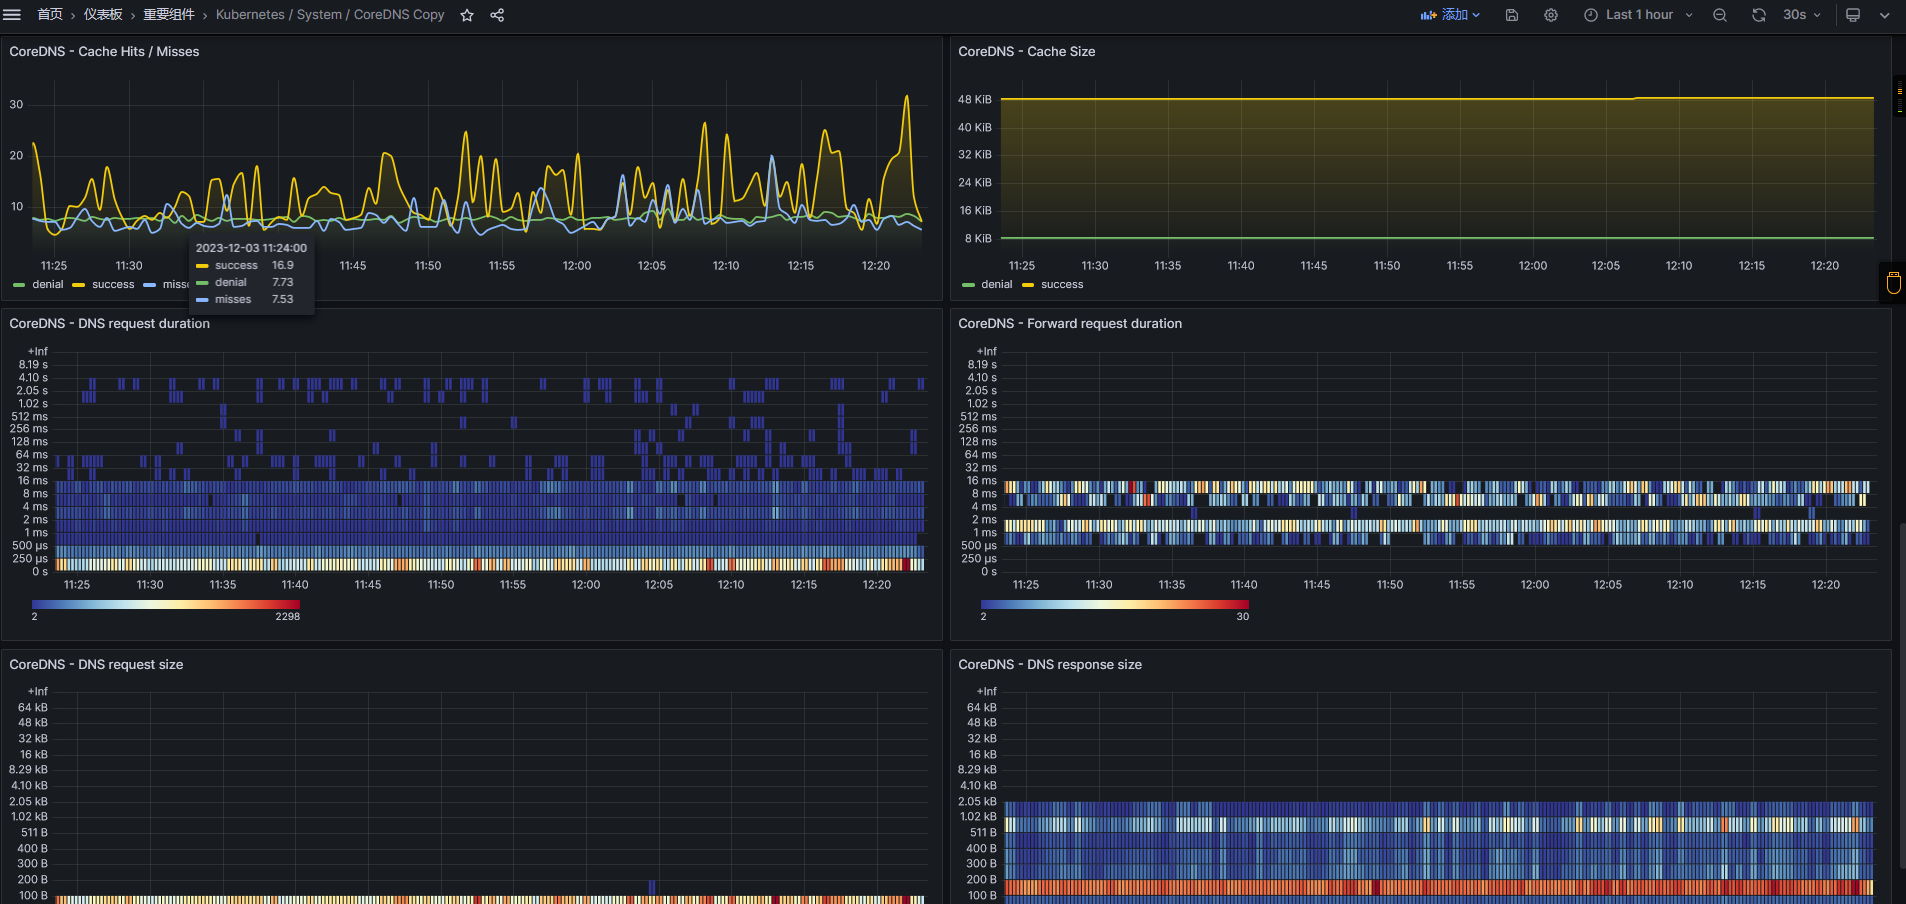 首页 › 仪表板 › 重要组件 › Kubernetes / System / CoreDNS Copy
添加
Last 1 hour
30s
CoreDNS - Cache Hits / Misses
30
20
10
11:25 11:30 11:45 11:50 11:55 12:00 12:05 12:10 12:15 12:20
denial success misse
2023-12-03 11:24:00
success 16.9
denial 7.73
misses 7.53
CoreDNS - Cache Size
48 KiB
40 KiB
32 KiB
24 KiB
16 KiB
8 KiB
11:25 11:30 11:35 11:40 11:45 11:50 11:55 12:00 12:05 12:10 12:15 12:20
denial success
CoreDNS - DNS request duration
+Inf
8.19 s
4.10 s
2.05 s
1.02 s
512 ms
256 ms
128 ms
64 ms
32 ms
16 ms
8 ms
4 ms
2 ms
1 ms
500 µs
250 µs
0 s
11:25 11:30 11:35 11:40 11:45 11:50 11:55 12:00 12:05 12:10 12:15 12:20
2 2298
CoreDNS - Forward request duration
+Inf
8.19 s
4.10 s
2.05 s
1.02 s
512 ms
256 ms
128 ms
64 ms
32 ms
16 ms
8 ms
4 ms
2 ms
1 ms
500 µs
250 µs
0 s
11:25 11:30 11:35 11:40 11:45 11:50 11:55 12:00 12:05 12:10 12:15 12:20
2 30
CoreDNS - DNS request size
+Inf
64 kB
48 kB
32 kB
16 kB
8.29 kB
4.10 kB
2.05 kB
1.02 kB
511 B
400 B
300 B
200 B
100 B
CoreDNS - DNS response size
+Inf
64 kB
48 kB
32 kB
16 kB
8.29 kB
4.10 kB
2.05 kB
1.02 kB
511 B
400 B
300 B
200 B
100 B